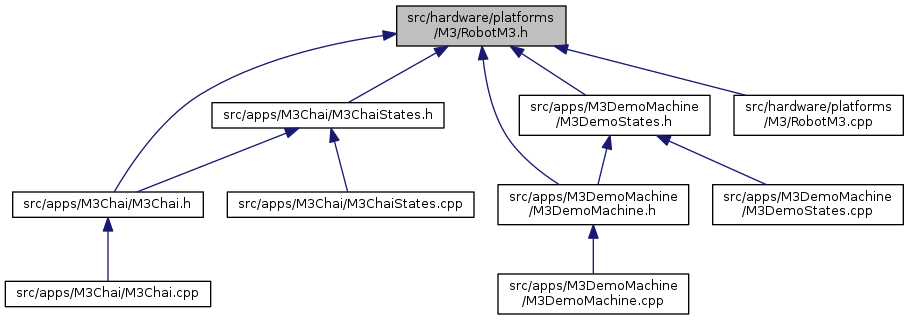 src/hardware/platforms
/M3/RobotM3.h
src/apps/M3Chai/M3ChaiStates.h
src/apps/M3DemoMachine
/M3DemoStates.h
src/hardware/platforms
/M3/RobotM3.cpp
src/apps/M3Chai/M3Chai.h
src/apps/M3Chai/M3ChaiStates.cpp
src/apps/M3DemoMachine
/M3DemoMachine.h
src/apps/M3DemoMachine
/M3DemoStates.cpp
src/apps/M3Chai/M3Chai.cpp
src/apps/M3DemoMachine
/M3DemoMachine.cpp